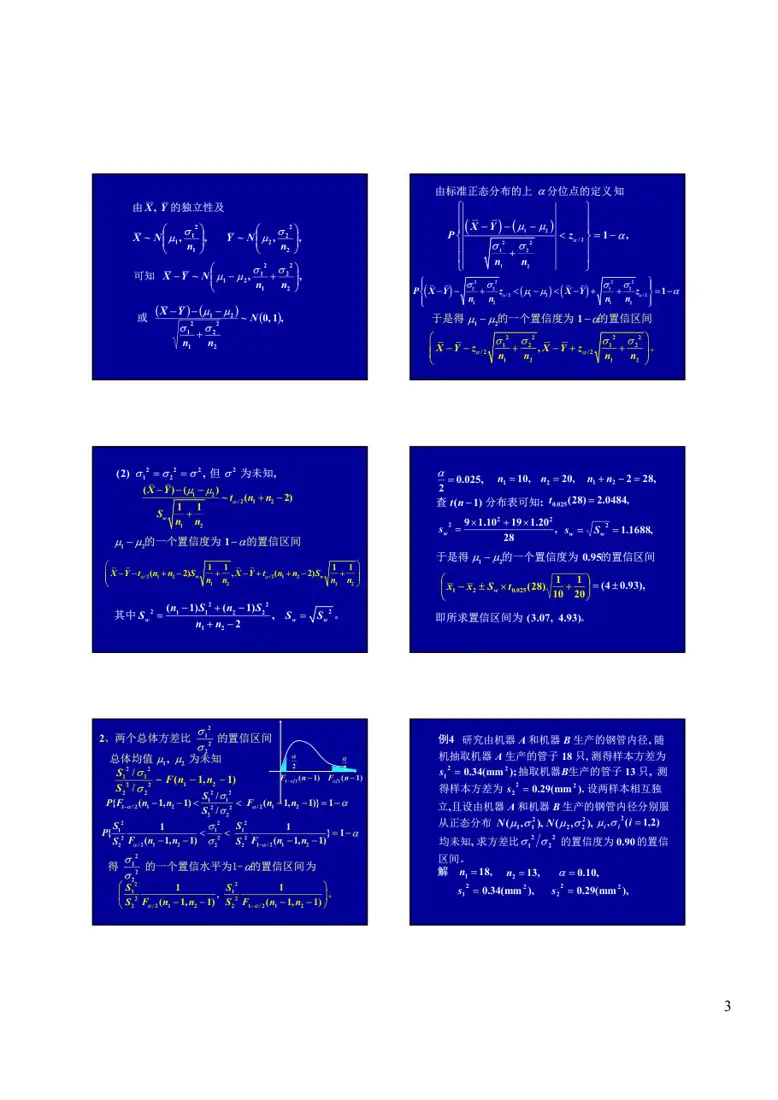 由 X̄, Ȳ 的独立性及
X̄ ~ N(μ₁, σ₁²/n₁), Ȳ ~ N(μ₂, σ₂²/n₂),
可知 X̄ − Ȳ ~ N(μ₁ − μ₂, σ₁²/n₁ + σ₂²/n₂),
或 ((X̄ − Ȳ) − (μ₁ − μ₂)) / √(σ₁²/n₁ + σ₂²/n₂) ~ N(0, 1),
由标准正态分布的上 α 分位点的定义知
P{|((X̄ − Ȳ) − (μ₁ − μ₂)) / √(σ₁²/n₁ + σ₂²/n₂)| < z_{α/2}} = 1 − α,
P{(X̄ − Ȳ) − √(σ₁²/n₁ + σ₂²/n₂) z_{α/2} < (μ₁ − μ₂) < (X̄ − Ȳ) + √(σ₁²/n₁ + σ₂²/n₂) z_{α/2}} = 1 − α
于是得 μ₁ − μ₂的一个置信度为 1 − α的置信区间
(X̄ − Ȳ − z_{α/2} √(σ₁²/n₁ + σ₂²/n₂), X̄ − Ȳ + z_{α/2} √(σ₁²/n₁ + σ₂²/n₂))。
(2) σ₁² = σ₂² = σ², 但 σ² 为未知,
((X̄ − Ȳ) − (μ₁ − μ₂)) / (S_w √(1/n₁ + 1/n₂)) ~ t_{α/2}(n₁ + n₂ − 2)
μ₁ − μ₂的一个置信度为 1 − α的置信区间
(X̄ − Ȳ − t_{α/2}(n₁ + n₂ − 2)S_w √(1/n₁ + 1/n₂), X̄ − Ȳ + t_{α/2}(n₁ + n₂ − 2)S_w √(1/n₁ + 1/n₂))
其中 S_w² = ((n₁ − 1)S₁² + (n₂ − 1)S₂²) / (n₁ + n₂ − 2), S_w = √(S_w²)。
α/2 = 0.025, n₁ = 10, n₂ = 20, n₁ + n₂ − 2 = 28,
查 t(n − 1) 分布表可知: t_{0.025}(28) = 2.0484,
s_w² = (9 × 1.10² + 19 × 1.20²) / 28, s_w = √(S_w²) = 1.1688,
于是得 μ₁ − μ₂的一个置信度为 0.95的置信区间
(x̄₁ − x̄₂ ± S_w × t_{0.025}(28) √(1/10 + 1/20)) = (4 ± 0.93),
即所求置信区间为 (3.07, 4.93)。
2、两个总体方差比 σ₁²/σ₂² 的置信区间
总体均值 μ₁, μ₂ 为未知
(S₁²/σ₁²) / (S₂²/σ₂²) ~ F(n₁ − 1, n₂ − 1)
α/2 α/2
F_{1−α/2}(n − 1) F_{α/2}(n − 1)
P{F_{1−α/2}(n₁ − 1, n₂ − 1) < (S₁²/σ₁²) / (S₂²/σ₂²) < F_{α/2}(n₁ − 1, n₂ − 1)} = 1 − α
P{S₁²/S₂² 1/F_{α/2}(n₁ − 1, n₂ − 1) < σ₁²/σ₂² < S₁²/S₂² 1/F_{1−α/2}(n₁ − 1, n₂ − 1)} = 1 − α
得 σ₁²/σ₂² 的一个置信水平为1-α的置信区间为
(S₁²/S₂² 1/F_{α/2}(n₁ − 1, n₂ − 1), S₁²/S₂² 1/F_{1−α/2}(n₁ − 1, n₂ − 1))。
例4 研究由机器 A 和机器 B 生产的钢管内径, 随
机抽取机器 A 生产的管子 18 只, 测得样本方差为
s₁² = 0.34(mm²); 抽取机器B生产的管子 13 只, 测
得样本方差为 s₂² = 0.29(mm²). 设两样本相互独
立,且设由机器 A 和机器 B 生产的钢管内径分别服
从正态分布 N(μ₁, σ₁²), N(μ₂, σ₂²), μᵢ, σᵢ²(i = 1,2)
均未知, 求方差比 σ₁²/σ₂² 的置信度为 0.90 的置信
区间。
解 n₁ = 18, n₂ = 13, α = 0.10,
s₁² = 0.34(mm²), s₂² = 0.29(mm²),
3